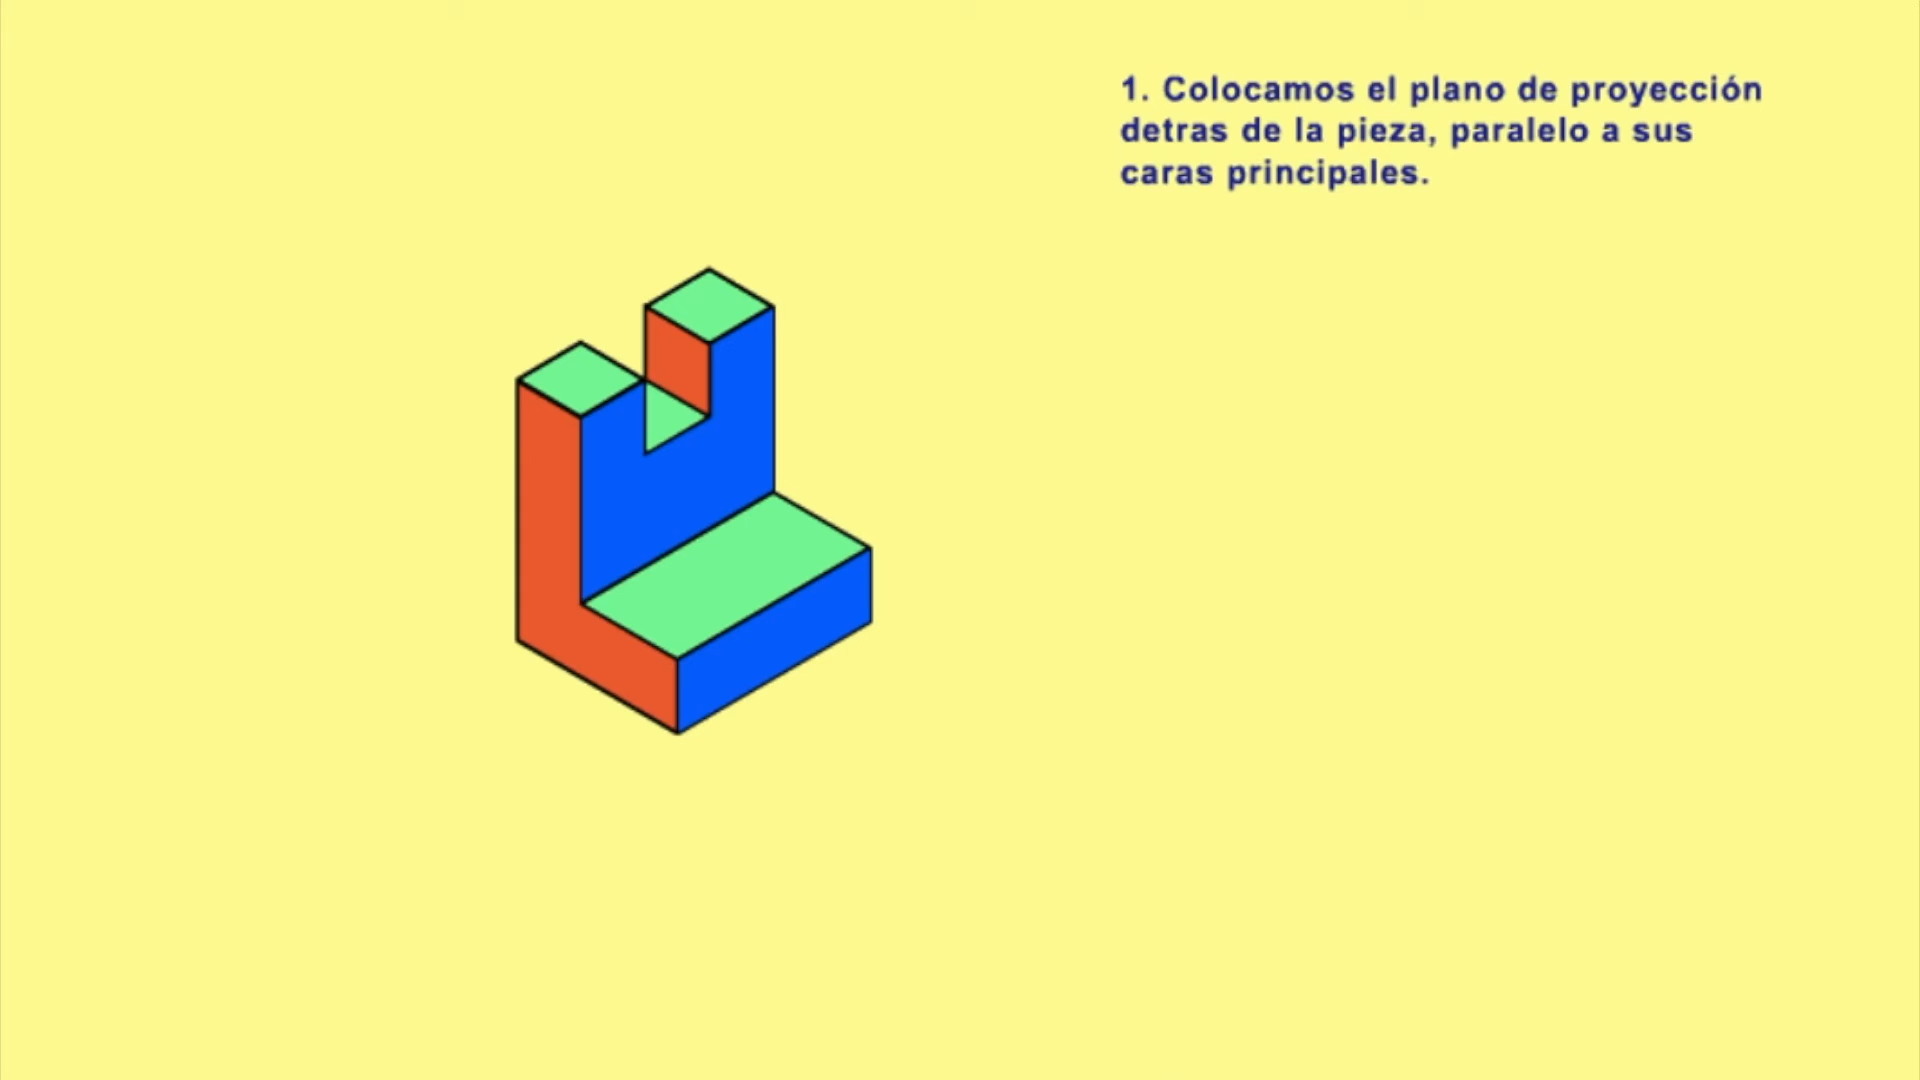 1. Colocamos el plano de proyección
detras de la pieza, paralelo a sus
caras principales.